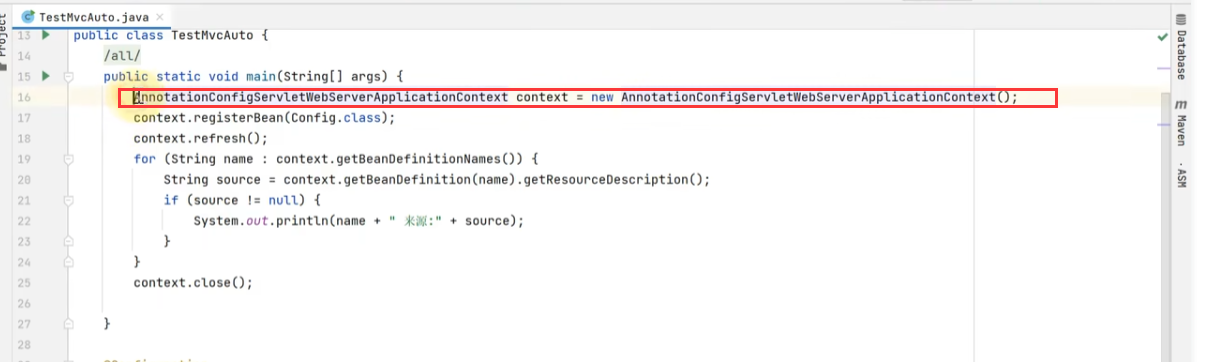 TestMvcAuto.java
Project
13 public class TestMvcAuto {
14 /all/
15 public static void main(String[] args) {
16 AnnotationConfigServletWebServerApplicationContext context = new AnnotationConfigServletWebServerApplicationContext();
17 context.registerBean(Config.class);
18 context.refresh();
19 for (String name : context.getBeanDefinitionNames()) {
20 String source = context.getBeanDefinition(name).getResourceDescription();
21 if (source != null) {
22 System.out.println(name + " 来源:" + source);
23 }
24 }
25 context.close();
26
27 }
28
Database
m Maven
ASM